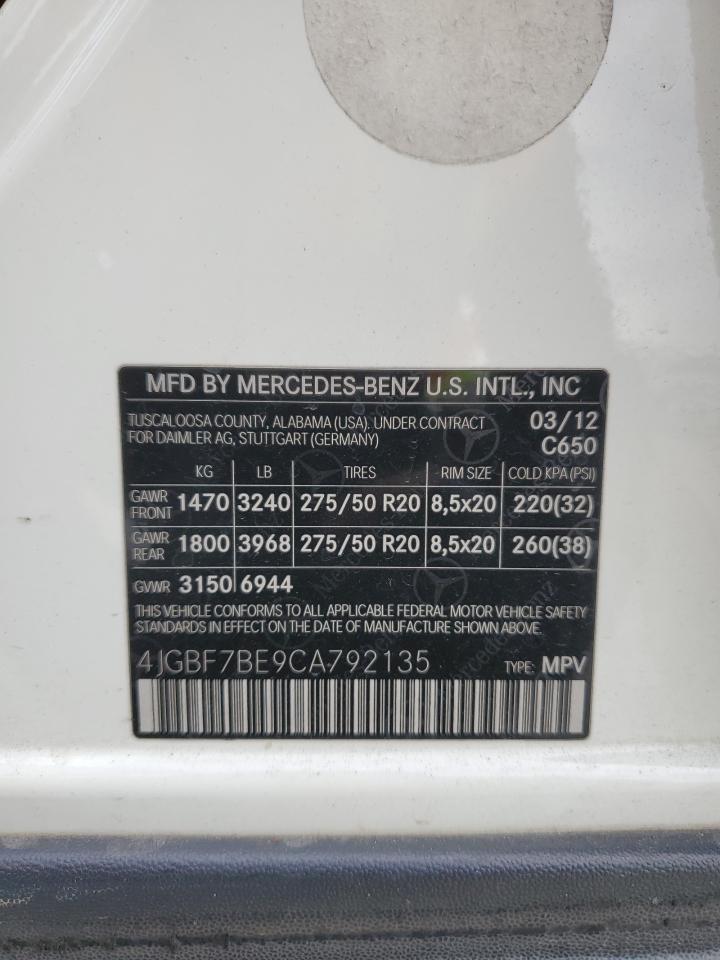 MFD BY MERCEDES-BENZ U.S. INTL., INC
TUSCALOOSA COUNTY, ALABAMA (USA). UNDER CONTRACT 03/12
FOR DAIMLER AG, STUTTGART (GERMANY) C650
KG LB TIRES RIM SIZE COLD KPA (PSI)
GAWR FRONT 1470 3240 275/50 R20 8,5x20 220(32)
GAWR REAR 1800 3968 275/50 R20 8,5x20 260(38)
GVWR 3150 6944
THIS VEHICLE CONFORMS TO ALL APPLICABLE FEDERAL MOTOR VEHICLE SAFETY
STANDARDS IN EFFECT ON THE DATE OF MANUFACTURE SHOWN ABOVE.
4JGBF7BE9CA792135 TYPE: MPV